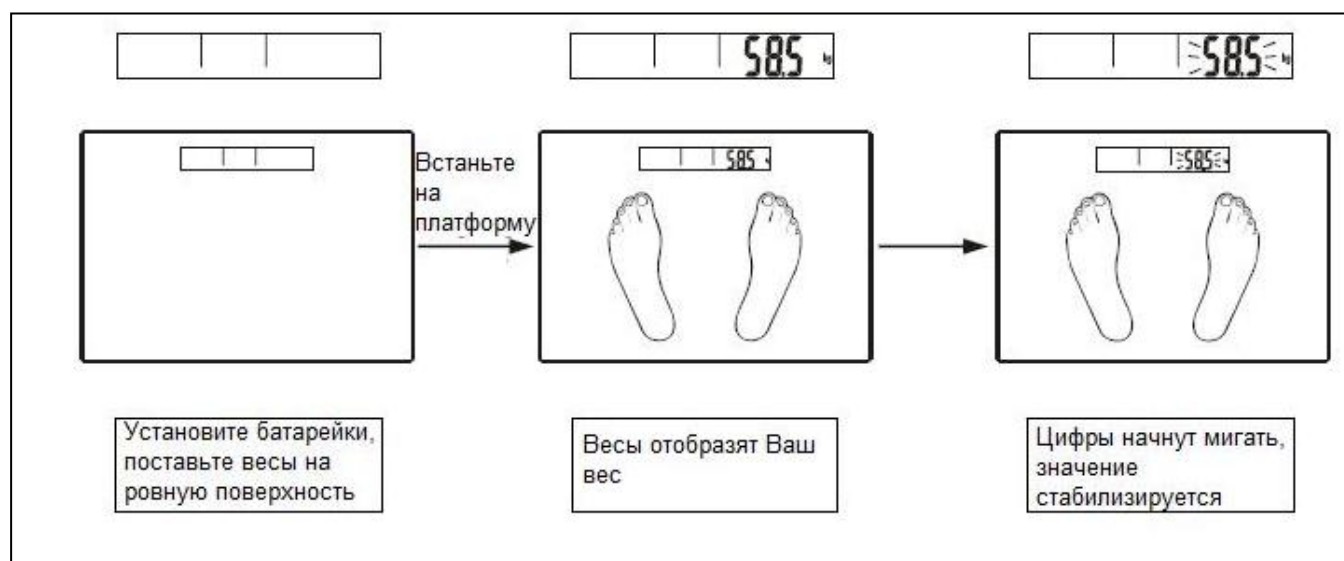 58.5 kg
58.5 kg
58.5
58.5
Встаньте
на
платформу
Установите батарейки,
поставьте весы на
ровную поверхность
Весы отобразят Ваш
вес
Цифры начнут мигать,
значение
стабилизируется